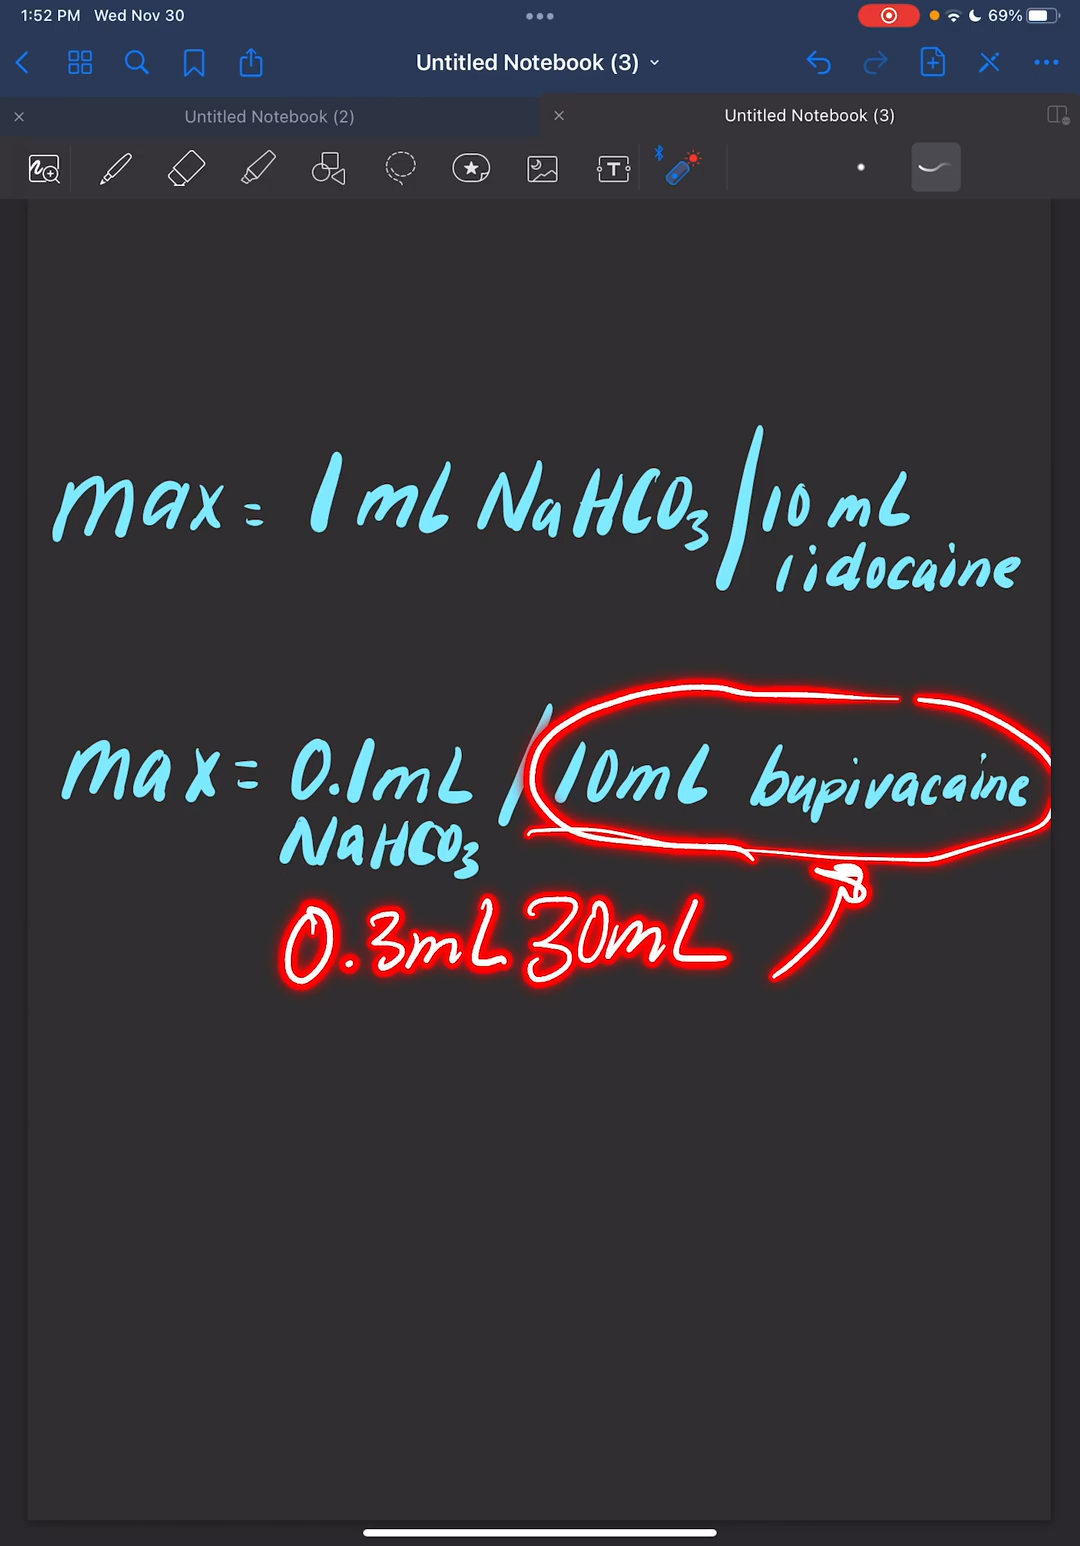 1:52 PM Wed Nov 30
69%
Untitled Notebook (3)
Untitled Notebook (2)
Untitled Notebook (3)
T
max = 1 mL NaHCO₃ / 10 mL
lidocaine
max = 0.1mL / 10mL bupivacaine
NaHCO₃
0.3mL 30mL